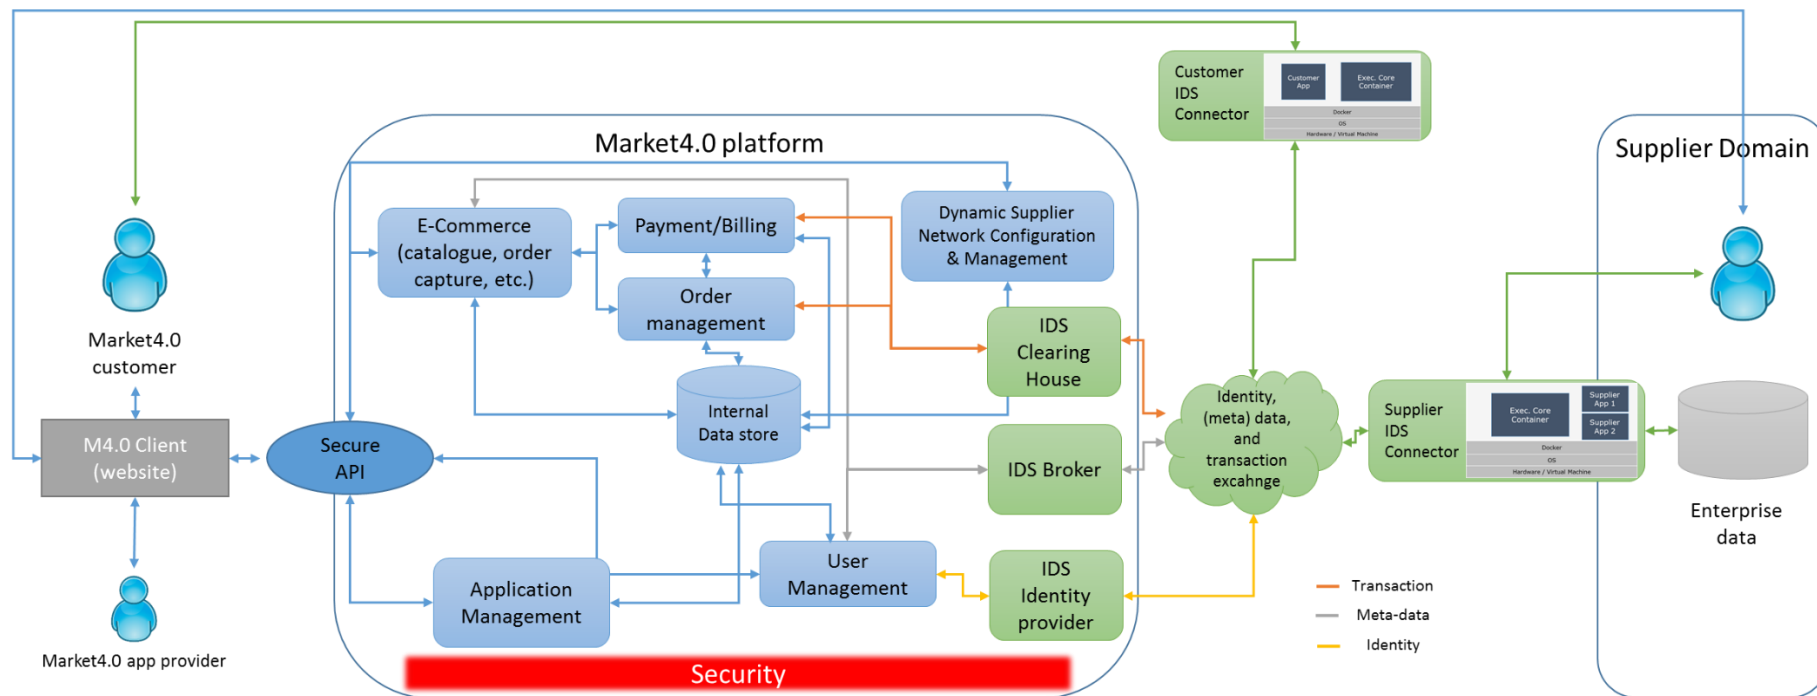 Customer
IDS
Connector
Customer
App
Exec. Core
Container
Docker
OS
Hardware / Virtual Machine
Market4.0 platform
Supplier Domain
E-Commerce
(catalogue, order
capture, etc.)
Payment/Billing
Dynamic Supplier
Network Configuration
& Management
Order
management
Market4.0
customer
IDS
Clearing
House
Identity,
(meta) data,
and
transaction
excahnge
Supplier
IDS
Connector
Exec. Core
Container
Supplier
App 1
Supplier
App 2
Docker
OS
Hardware / Virtual Machine
Internal
Data store
M4.0 Client
(website)
Secure
API
IDS Broker
Enterprise
data
Application
Management
User
Management
IDS
Identity
provider
Transaction
Meta-data
Identity
Market4.0 app provider
Security